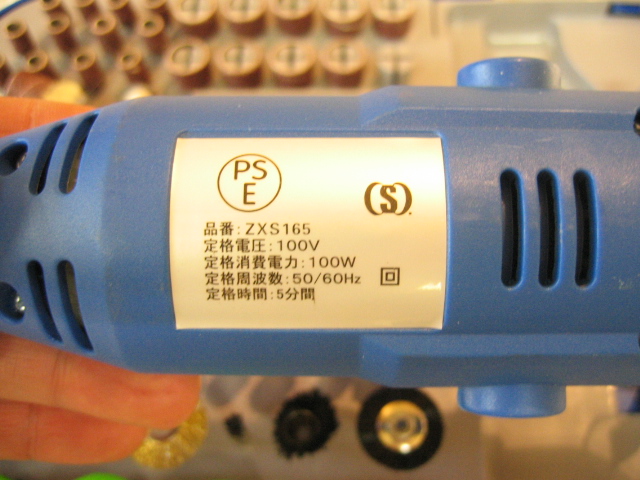 PS
E
(S)
品番:ZXS165
定格電圧:100V
定格消費電力:100W
定格周波数:50/60Hz
定格時間:5分間